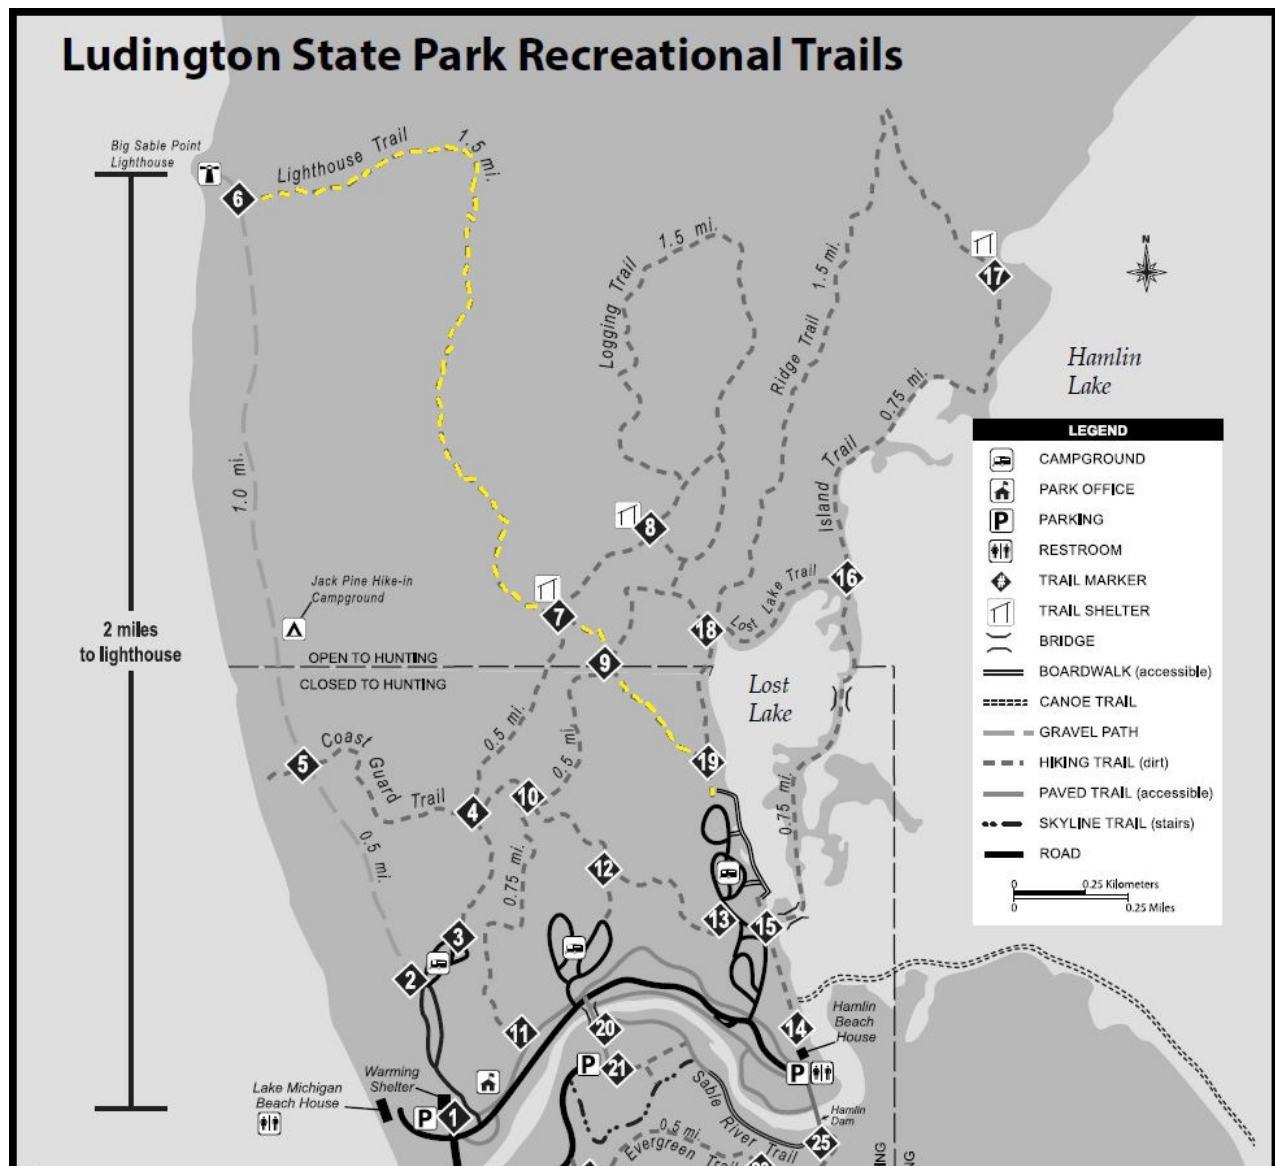 Ludington State Park Recreational Trails
Big Sable Point
Lighthouse
6
Lighthouse Trail
1.5 mi.
Logging Trail
1.5 mi.
Ridge Trail
1.5 mi.
17
N
Hamlin
Lake
1.0 mi.
Island Trail
0.75 mi.
8
7
9
16
18
Lost Lake Trail
Jack Pine Hike-in
Campground
2 miles
to lighthouse
OPEN TO HUNTING
CLOSED TO HUNTING
Lost
Lake
LEGEND
CAMPGROUND
PARK OFFICE
P
PARKING
RESTROOM
#
TRAIL MARKER
TRAIL SHELTER
BRIDGE
BOARDWALK (accessible)
CANOE TRAIL
GRAVEL PATH
HIKING TRAIL (dirt)
PAVED TRAIL (accessible)
SKYLINE TRAIL (stairs)
ROAD
0 0.25 Kilometers
0 0.25 Miles
5
Coast Guard Trail
0.5 mi.
0.5 mi.
0.5 mi.
19
4
10
0.75 mi.
0.75 mi.
12
13
15
3
2
11
20
21
14
Hamlin
Beach
House
P
P
Warming
Shelter
Lake Michigan
Beach House
P
1
Sable River Trail
0.5 mi.
Evergreen Trail
Hamlin
Dam
25
ING
NG